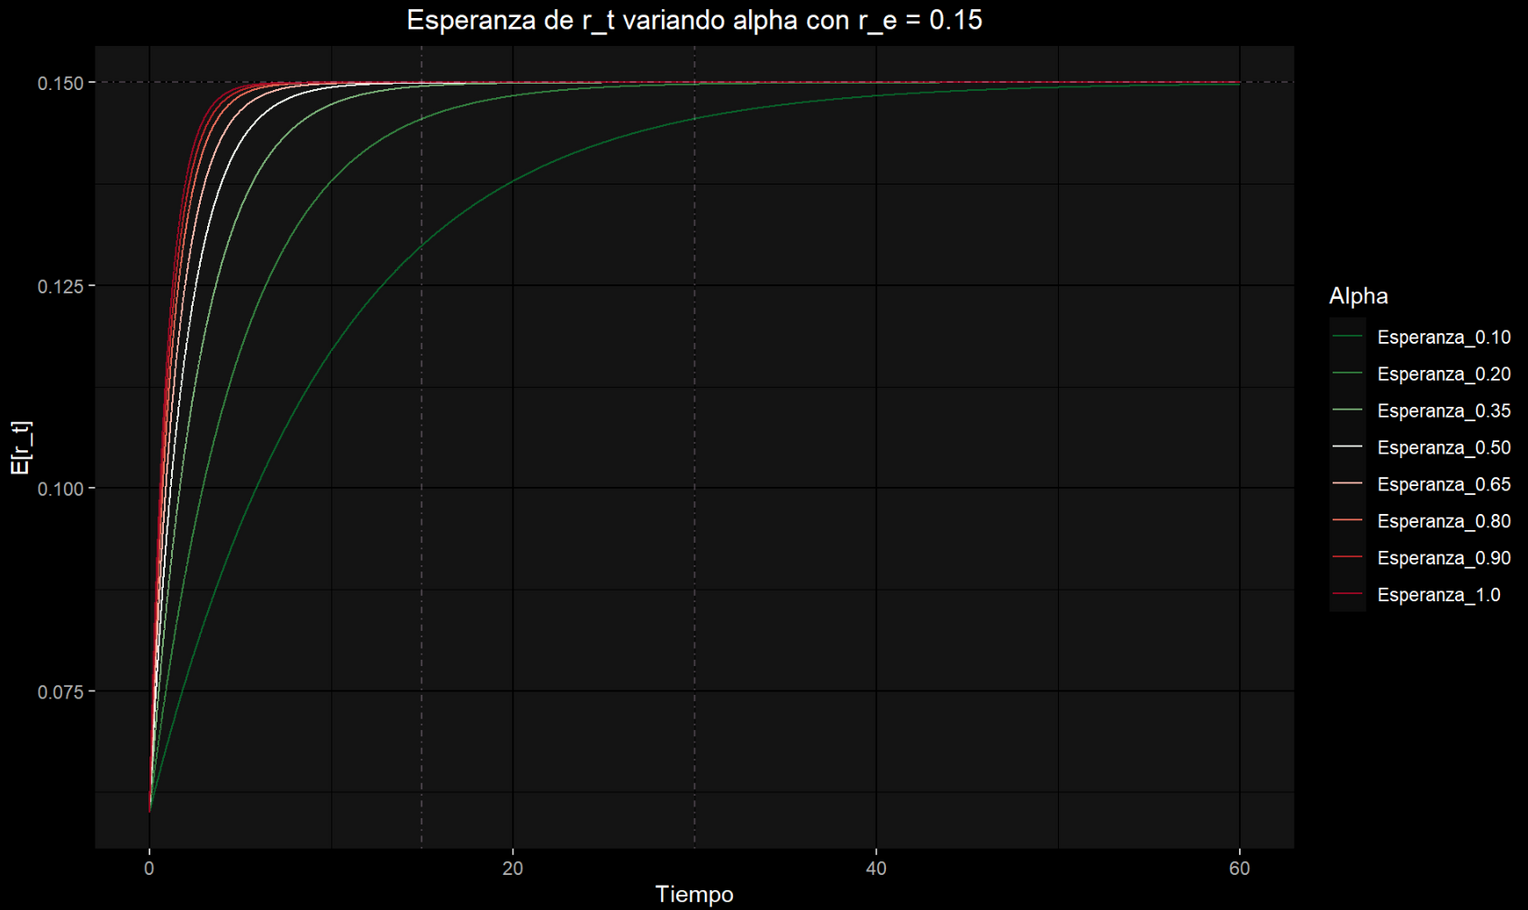 Esperanza de r_t variando alpha con r_e = 0.15
E[r_t]
0.150
0.125
0.100
0.075
0 20 40 60
Tiempo
Alpha
Esperanza_0.10
Esperanza_0.20
Esperanza_0.35
Esperanza_0.50
Esperanza_0.65
Esperanza_0.80
Esperanza_0.90
Esperanza_1.0